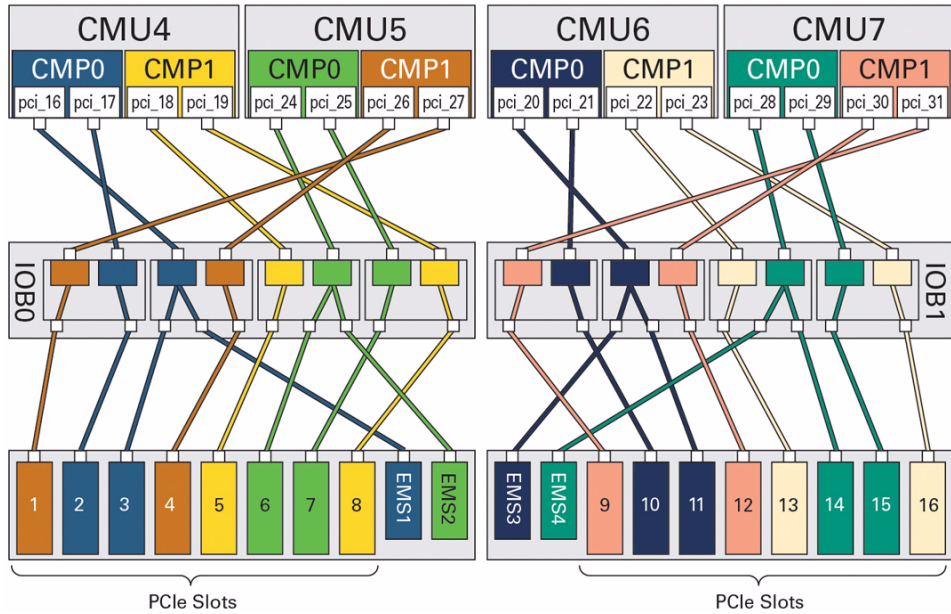 CMU4 CMU5 CMU6 CMU7
CMP0 CMP1 CMP0 CMP1 CMP0 CMP1 CMP0 CMP1
pci_16 pci_17 pci_18 pci_19 pci_24 pci_25 pci_26 pci_27 pci_20 pci_21 pci_22 pci_23 pci_28 pci_29 pci_30 pci_31
IOB0 IOB1
1 2 3 4 5 6 7 8 EMS1 EMS2 EMS3 EMS4 9 10 11 12 13 14 15 16
PCIe Slots PCIe Slots